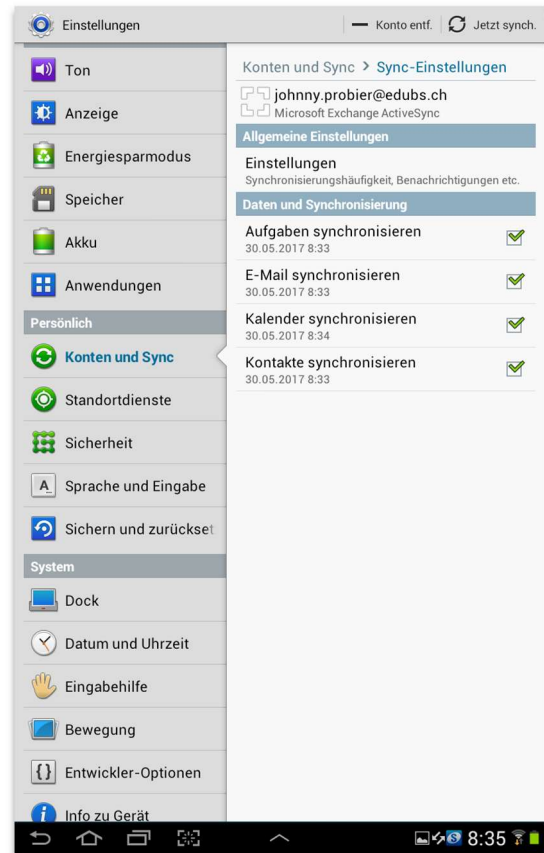 Einstellungen
Konto entf.
Jetzt synch.
Ton
Anzeige
Energiesparmodus
Speicher
Akku
Anwendungen
Persönlich
Konten und Sync
Standortdienste
Sicherheit
A Sprache und Eingabe
Sichern und zurückset
System
Dock
Datum und Uhrzeit
Eingabehilfe
Bewegung
{} Entwickler-Optionen
i Info zu Gerät
Konten und Sync > Sync-Einstellungen
johnny.probier@edubs.ch
Microsoft Exchange ActiveSync
Allgemeine Einstellungen
Einstellungen
Synchronisierungshäufigkeit, Benachrichtigungen etc.
Daten und Synchronisierung
Aufgaben synchronisieren
30.05.2017 8:33
E-Mail synchronisieren
30.05.2017 8:33
Kalender synchronisieren
30.05.2017 8:34
Kontakte synchronisieren
30.05.2017 8:33
S 8:35